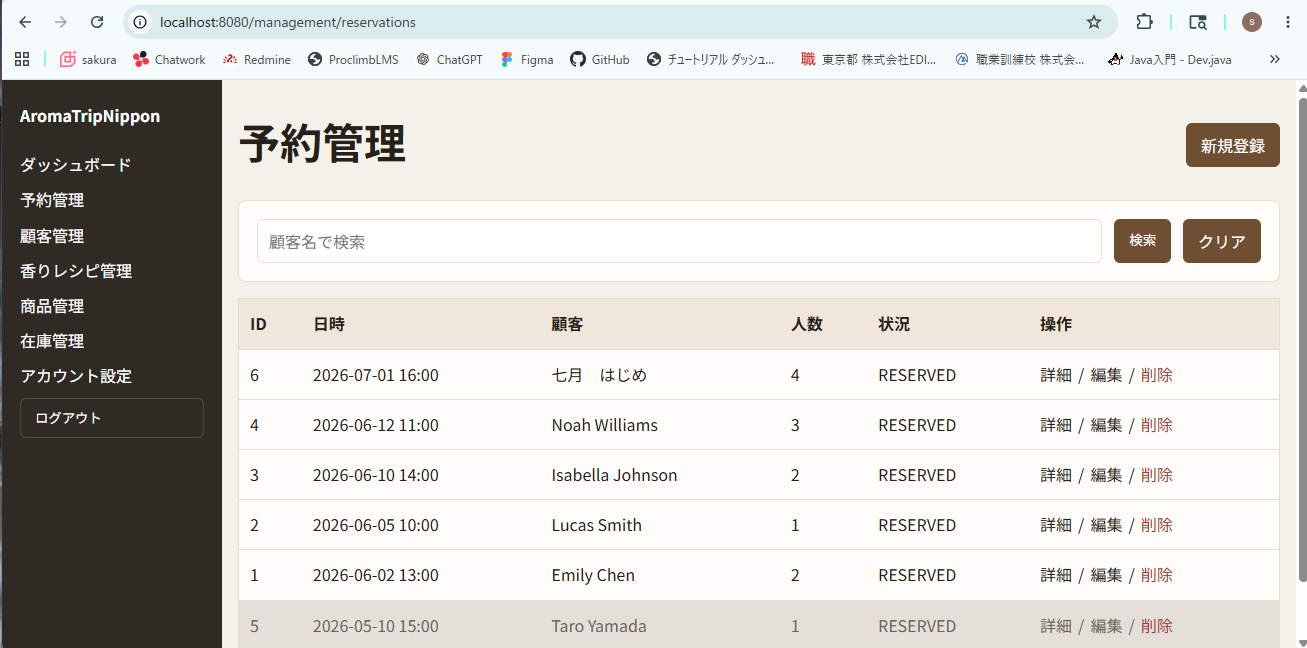 localhost:8080/management/reservations
S
sakura
Chatwork
Redmine
ProclimbLMS
ChatGPT
Figma
GitHub
チュートリアル ダッシュ...
職 東京都 株式会社EDI...
職業訓練校 株式会...
Java入門 - Dev.java
AromaTripNippon
ダッシュボード
予約管理
顧客管理
香りレシピ管理
商品管理
在庫管理
アカウント設定
ログアウト
予約管理
新規登録
顧客名で検索
検索
クリア
ID 日時 顧客 人数 状況 操作
6 2026-07-01 16:00 七月　はじめ 4 RESERVED 詳細 / 編集 / 削除
4 2026-06-12 11:00 Noah Williams 3 RESERVED 詳細 / 編集 / 削除
3 2026-06-10 14:00 Isabella Johnson 2 RESERVED 詳細 / 編集 / 削除
2 2026-06-05 10:00 Lucas Smith 1 RESERVED 詳細 / 編集 / 削除
1 2026-06-02 13:00 Emily Chen 2 RESERVED 詳細 / 編集 / 削除
5 2026-05-10 15:00 Taro Yamada 1 RESERVED 詳細 / 編集 / 削除